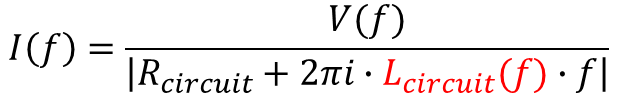 I(f) = V(f) / |R_circuit + 2πi · L_circuit(f) · f|